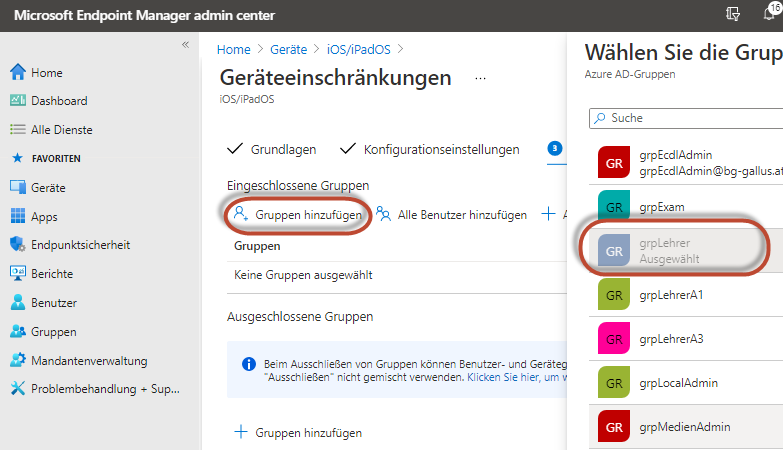 Microsoft Endpoint Manager admin center
16
«
Home
Dashboard
Alle Dienste
FAVORITEN
Geräte
Apps
Endpunktsicherheit
Berichte
Benutzer
Gruppen
Mandantenverwaltung
Problembehandlung + Sup...
Home > Geräte > iOS/iPadOS >
Geräteeinschränkungen ...
iOS/iPadOS
Grundlagen Konfigurationseinstellungen 3
Eingeschlossene Gruppen
Gruppen hinzufügen Alle Benutzer hinzufügen + A
Gruppen
Keine Gruppen ausgewählt
Ausgeschlossene Gruppen
Beim Ausschließen von Gruppen können Benutzer- und Geräteg
"Ausschließen" nicht gemischt verwenden. Klicken Sie hier, um w
+ Gruppen hinzufügen
Wählen Sie die Grup
Azure AD-Gruppen
Suche
GR grpEcdlAdmin
grpEcdlAdmin@bg-gallus.at
GR grpExam
GR grpLehrer
Ausgewählt
GR grpLehrerA1
GR grpLehrerA3
GR grpLocalAdmin
GR grpMedienAdmin